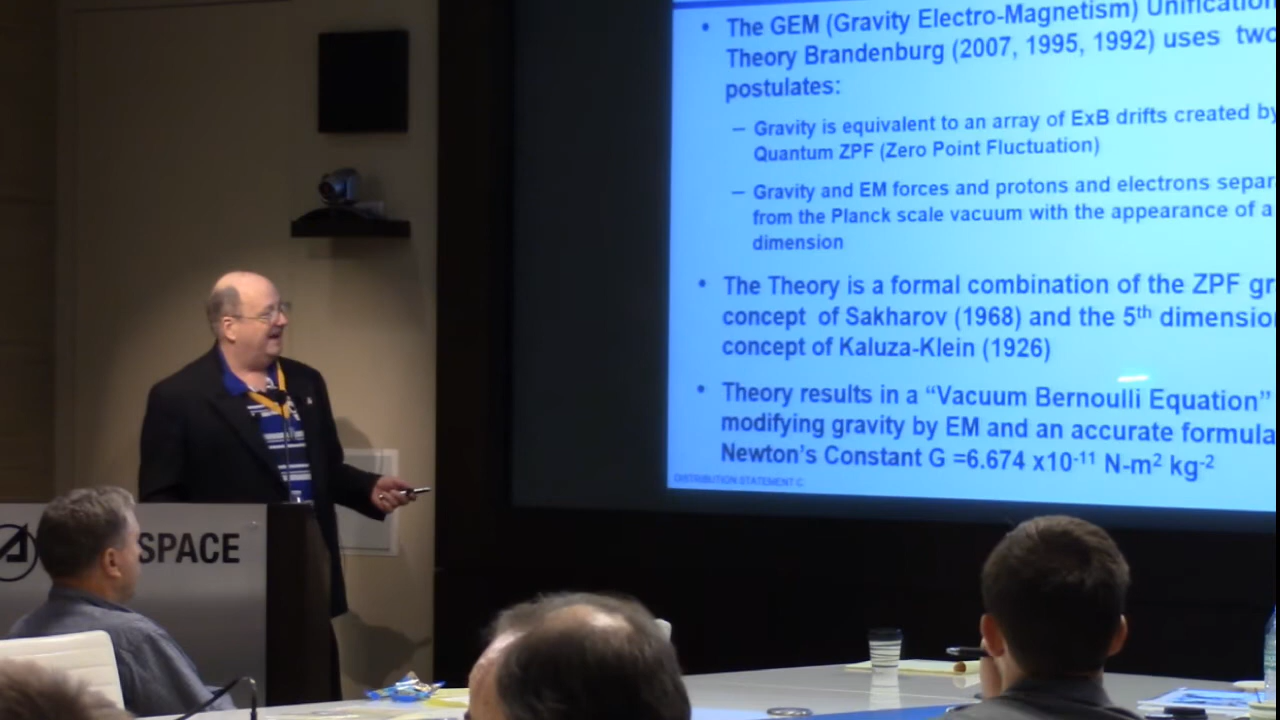 • The GEM (Gravity Electro-Magnetism) Unification
Theory Brandenburg (2007, 1995, 1992) uses two
postulates:
– Gravity is equivalent to an array of ExB drifts created by
Quantum ZPF (Zero Point Fluctuation)
– Gravity and EM forces and protons and electrons separ
from the Planck scale vacuum with the appearance of a
dimension
• The Theory is a formal combination of the ZPF gr
concept of Sakharov (1968) and the 5th dimensio
concept of Kaluza-Klein (1926)
• Theory results in a “Vacuum Bernoulli Equation”
modifying gravity by EM and an accurate formula
Newton’s Constant G =6.674 x10-11 N-m2 kg-2
DISTRIBUTION STATEMENT C
SPACE